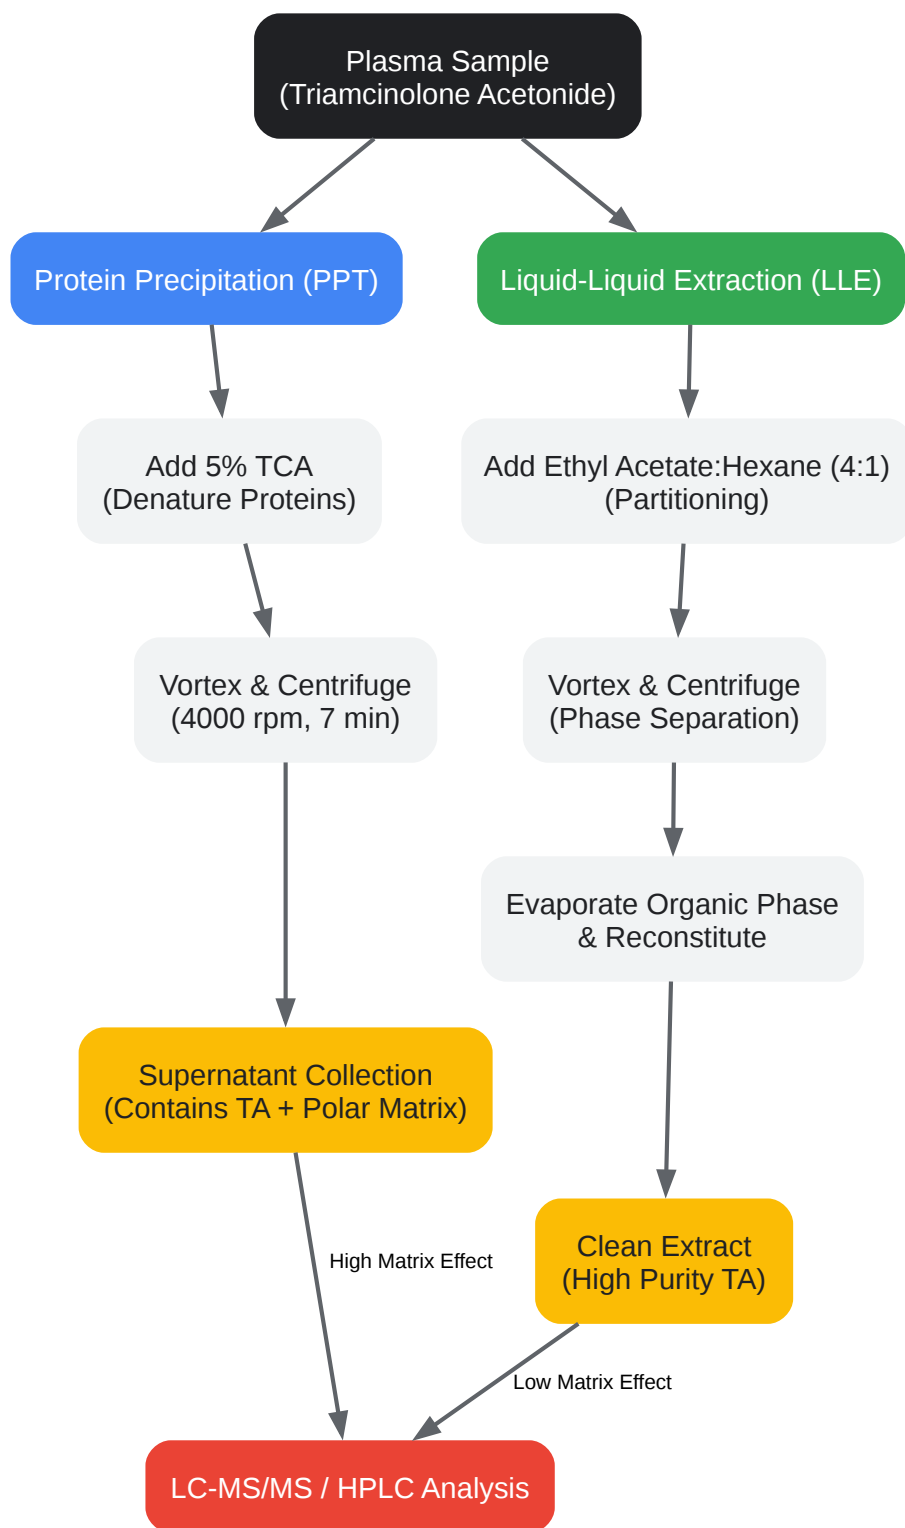 Plasma Sample
(Triamcinolone Acetonide)
Protein Precipitation (PPT)
Liquid-Liquid Extraction (LLE)
Add 5% TCA
(Denature Proteins)
Add Ethyl Acetate:Hexane (4:1)
(Partitioning)
Vortex & Centrifuge
(4000 rpm, 7 min)
Vortex & Centrifuge
(Phase Separation)
Evaporate Organic Phase
& Reconstitute
Supernatant Collection
(Contains TA + Polar Matrix)
Clean Extract
(High Purity TA)
High Matrix Effect
Low Matrix Effect
LC-MS/MS / HPLC Analysis